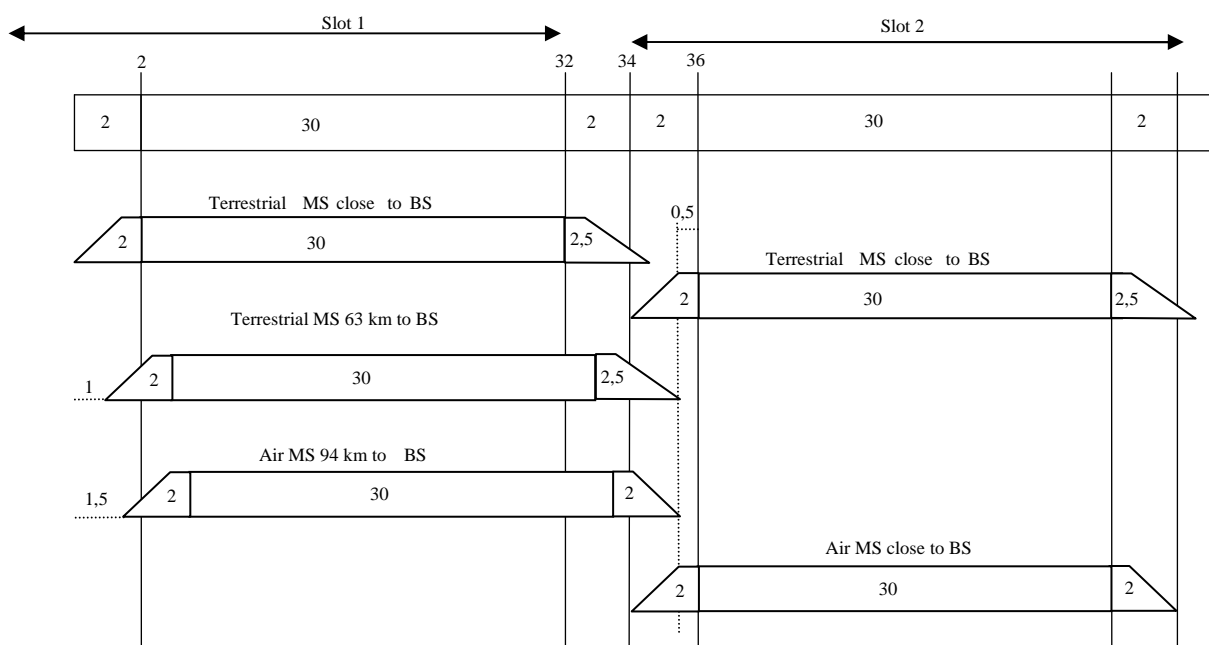 Slot 1
Slot 2
2 32 34 36
2 30 2 2 30 2
Terrestrial MS close to BS
0,5
2 30 2,5
Terrestrial MS close to BS
2 30 2,5
Terrestrial MS 63 km to BS
1 2 30 2,5
Air MS 94 km to BS
1,5 2 30 2
Air MS close to BS
2 30 2